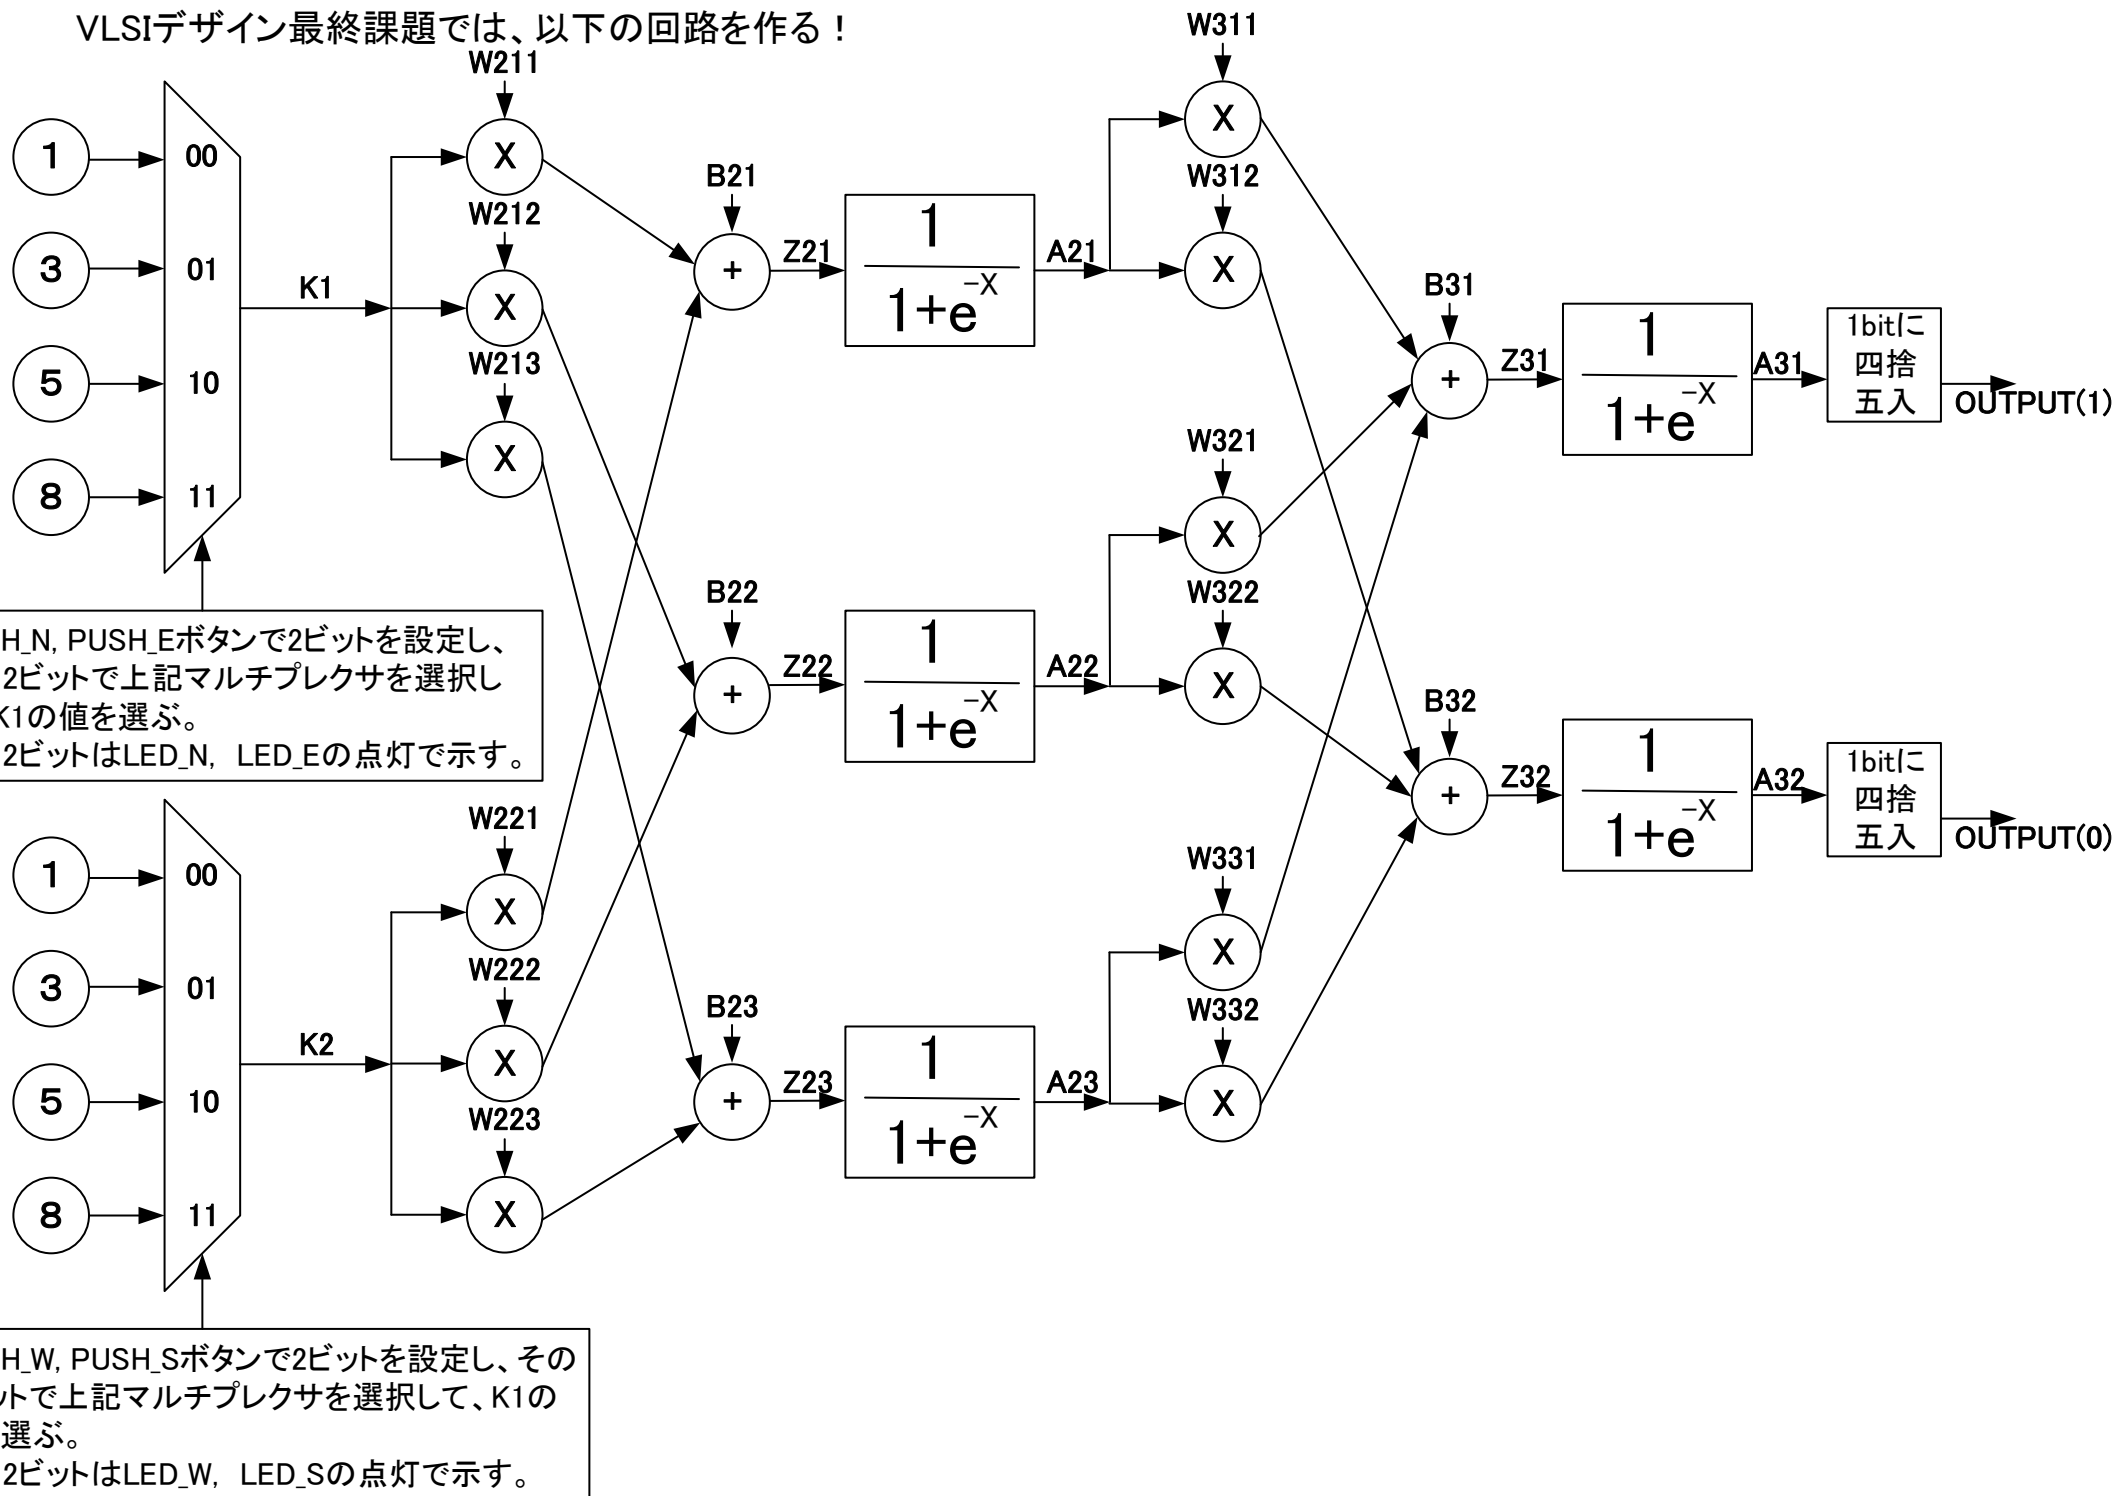 VLSIデザイン最終課題では、以下の回路を作る！
1
3
5
8
00
01
10
11
K1
W211
X
W212
X
W213
X
H_N, PUSH_Eボタンで2ビットを設定し、
2ビットで上記マルチプレクサを選択し
K1の値を選ぶ。
2ビットはLED_N, LED_Eの点灯で示す。
1
3
5
8
00
01
10
11
K2
W221
X
W222
X
W223
X
H_W, PUSH_Sボタンで2ビットを設定し、その
ットで上記マルチプレクサを選択して、K1の
選ぶ。
2ビットはLED_W, LED_Sの点灯で示す。
B21
+
Z21
1
1+e-X
A21
B22
+
Z22
1
1+e-X
A22
B23
+
Z23
1
1+e-X
A23
W311
X
W312
X
W321
X
W322
X
W331
X
W332
X
B31
+
Z31
1
1+e-X
A31
1bitに
四捨
五入
OUTPUT(1)
B32
+
Z32
1
1+e-X
A32
1bitに
四捨
五入
OUTPUT(0)